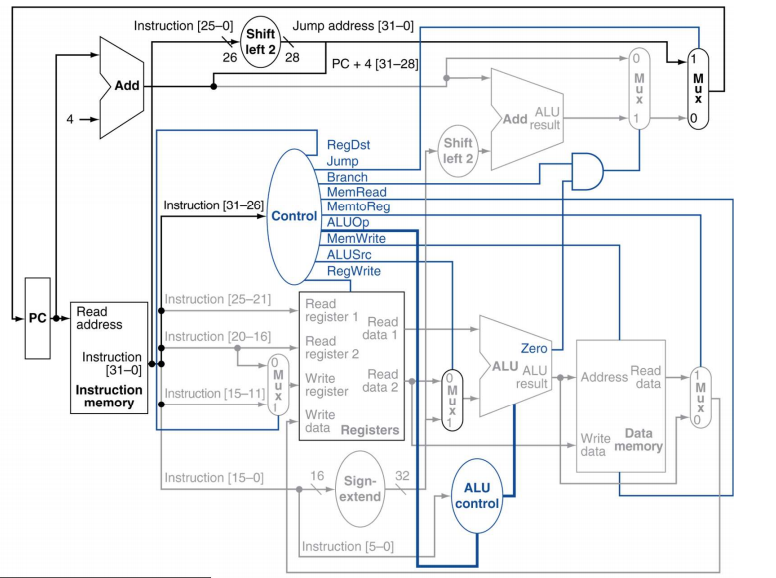 Instruction [25–0]
Shift
left 2
Jump address [31–0]
26
28
PC + 4 [31–28]
Add
4
0
M
u
x
1
1
M
u
x
0
Add
ALU
result
Shift
left 2
RegDst
Jump
Branch
MemRead
MemtoReg
ALUOp
MemWrite
ALUSrc
RegWrite
Control
Instruction [31–26]
PC
Read
address
Instruction
[31–0]
Instruction
memory
Instruction [25–21]
Instruction [20–16]
Instruction [15–11]
0
M
u
x
1
Read
register 1
Read
register 2
Write
register
Write
data
Read
data 1
Read
data 2
Registers
0
M
u
x
1
Zero
ALU
ALU
result
Address
Read
data
Write
data
Data
memory
1
M
u
x
0
Instruction [15–0]
16
Sign-
extend
32
ALU
control
Instruction [5–0]